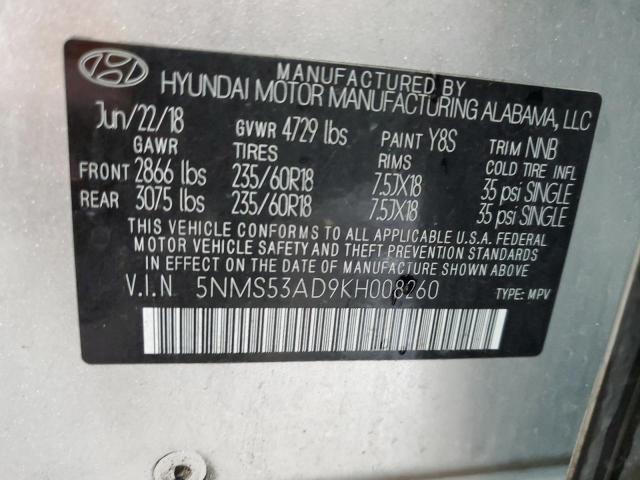 MANUFACTURED BY
HYUNDAI MOTOR MANUFACTURING ALABAMA, LLC
Jun/22/18 GVWR 4729 lbs PAINT Y8S TRIM NNB
GAWR TIRES RIMS COLD TIRE INFL
FRONT 2866 lbs 235/60R18 7.5JX18 35 psi SINGLE
REAR 3075 lbs 235/60R18 7.5JX18 35 psi SINGLE
THIS VEHICLE CONFORMS TO ALL APPLICABLE U.S.A. FEDERAL
MOTOR VEHICLE SAFETY AND THEFT PREVENTION STANDARDS
IN EFFECT ON THE DATE OF MANUFACTURE SHOWN ABOVE
V.I.N 5NMS53AD9KH008260 TYPE: MPV